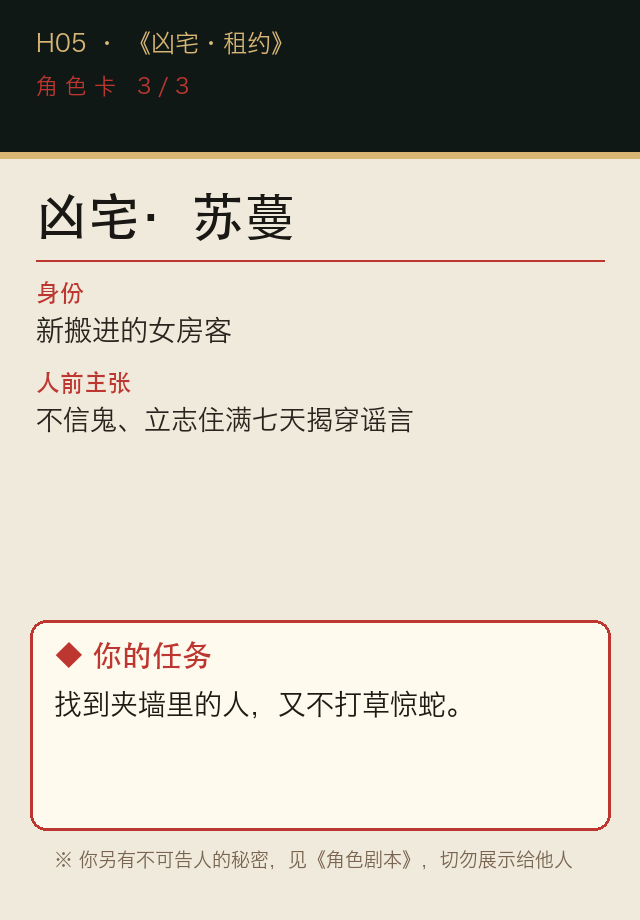 H05 · 《凶宅·租约》
角色卡 3/3
凶宅· 苏蔓
身份
新搬进的女房客
人前主张
不信鬼、立志住满七天揭穿谣言
◆ 你的任务
找到夹墙里的人，又不打草惊蛇。
※ 你另有不可告人的秘密，见《角色剧本》，切勿展示给他人